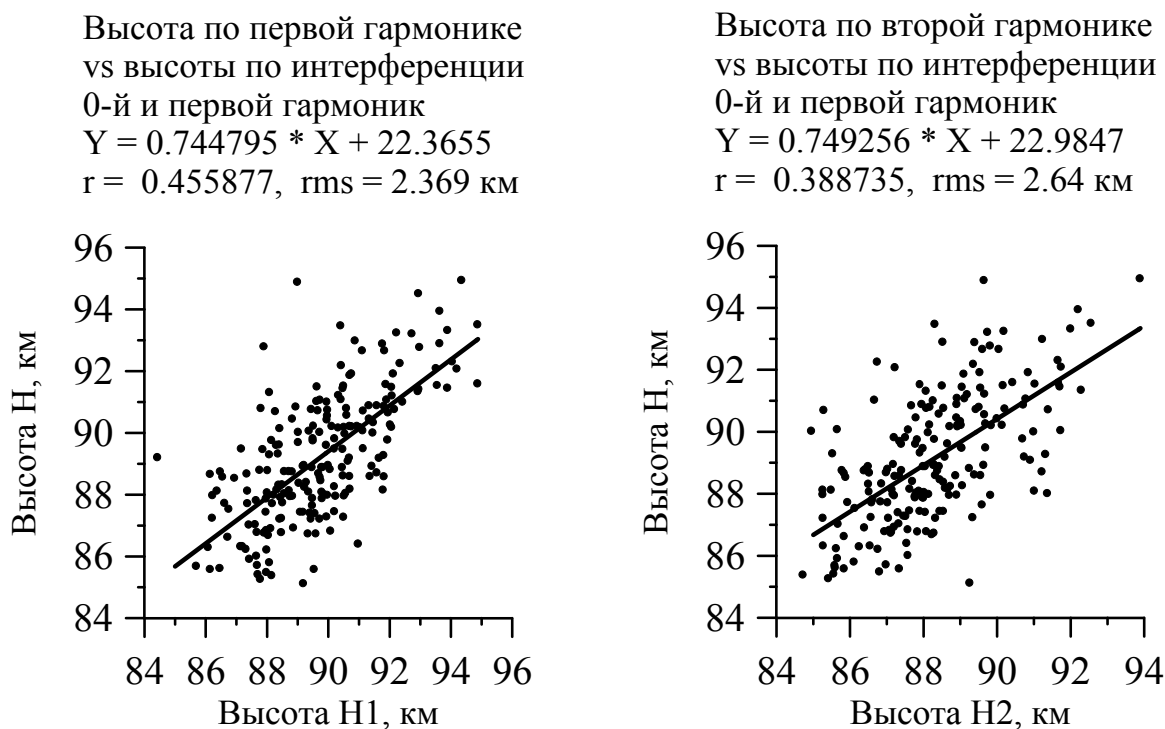 Высота по первой гармонике
vs высоты по интерференции
0-й и первой гармоник
Y = 0.744795 * X + 22.3655
r = 0.455877, rms = 2.369 км
96
94
92
90
88
86
84
Высота Н, км
84 86 88 90 92 94 96
Высота Н1, км
Высота по второй гармонике
vs высоты по интерференции
0-й и первой гармоник
Y = 0.749256 * X + 22.9847
r = 0.388735, rms = 2.64 км
96
94
92
90
88
86
84
Высота Н, км
84 86 88 90 92 94
Высота Н2, км